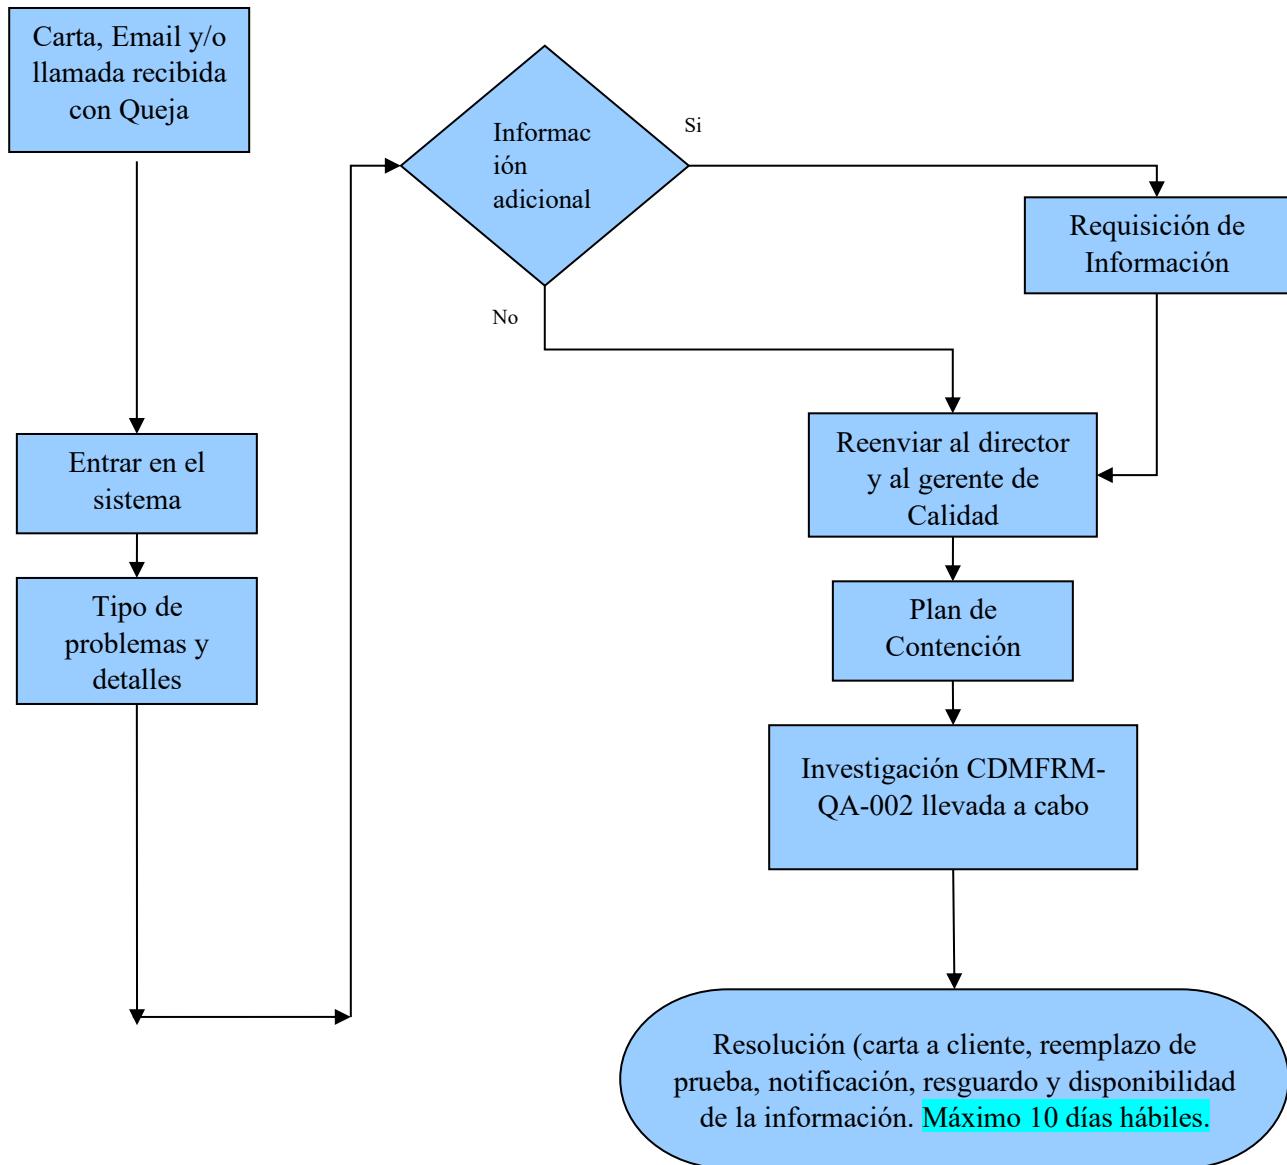 Carta, Email y/o
llamada recibida
con Queja
Entrar en el
sistema
Tipo de
problemas y
detalles
Informac
ión
adicional
Si
No
Requisición de
Información
Reenviar al director
y al gerente de
Calidad
Plan de
Contención
Investigación CDMFRM-
QA-002 llevada a cabo
Resolución (carta a cliente, reemplazo de
prueba, notificación, resguardo y disponibilidad
de la información. Máximo 10 días hábiles.